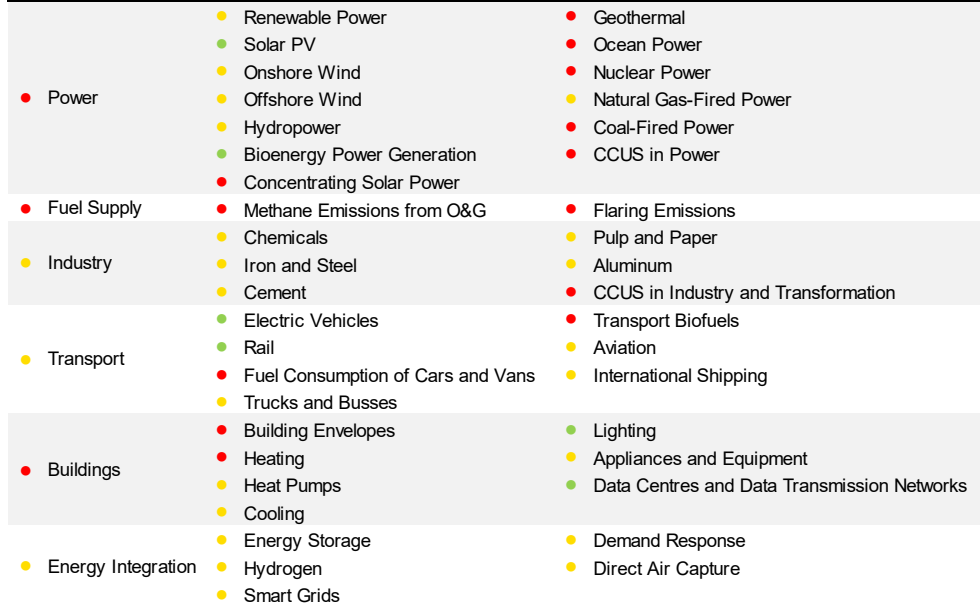 Power
Renewable Power
Solar PV
Onshore Wind
Offshore Wind
Hydropower
Bioenergy Power Generation
Concentrating Solar Power
Geothermal
Ocean Power
Nuclear Power
Natural Gas-Fired Power
Coal-Fired Power
CCUS in Power
Fuel Supply
Methane Emissions from O&G
Flaring Emissions
Industry
Chemicals
Iron and Steel
Cement
Pulp and Paper
Aluminum
CCUS in Industry and Transformation
Transport
Electric Vehicles
Rail
Fuel Consumption of Cars and Vans
Trucks and Busses
Transport Biofuels
Aviation
International Shipping
Buildings
Building Envelopes
Heating
Heat Pumps
Cooling
Lighting
Appliances and Equipment
Data Centres and Data Transmission Networks
Energy Integration
Energy Storage
Hydrogen
Smart Grids
Demand Response
Direct Air Capture